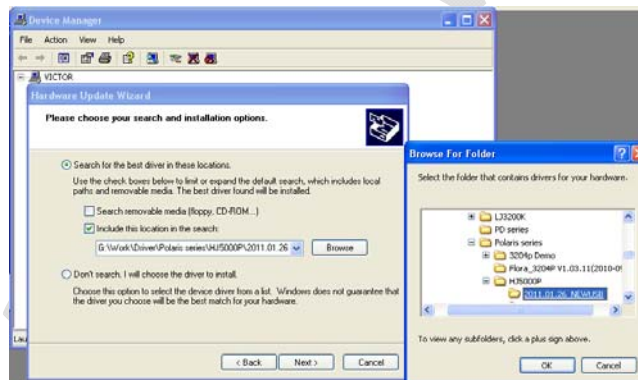 Device Manager
File Action View Help
VICTOR
Hardware Update Wizard
Please choose your search and installation options.
Search for the best driver in these locations.
Use the check boxes below to limit or expand the default search, which includes local
paths and removable media. The best driver found will be installed.
Search removable media (floppy, CD-ROM...)
Include this location in the search:
G:\Work\Driver\Polaris series\HJ5000P\2011.01.26
Browse
Don't search. I will choose the driver to install.
Choose this option to select the device driver from a list. Windows does not guarantee that
the driver you choose will be the best match for your hardware.
< Back Next > Cancel
Lau
Browse For Folder
Select the folder that contains drivers for your hardware.
LJ3200K
PD series
Polaris series
3204p Demo
Flora_3204P V1.03.11(2010-0
HJ5000P
2011.01.26_NEWUSB
To view any subfolders, click a plus sign above.
OK Cancel